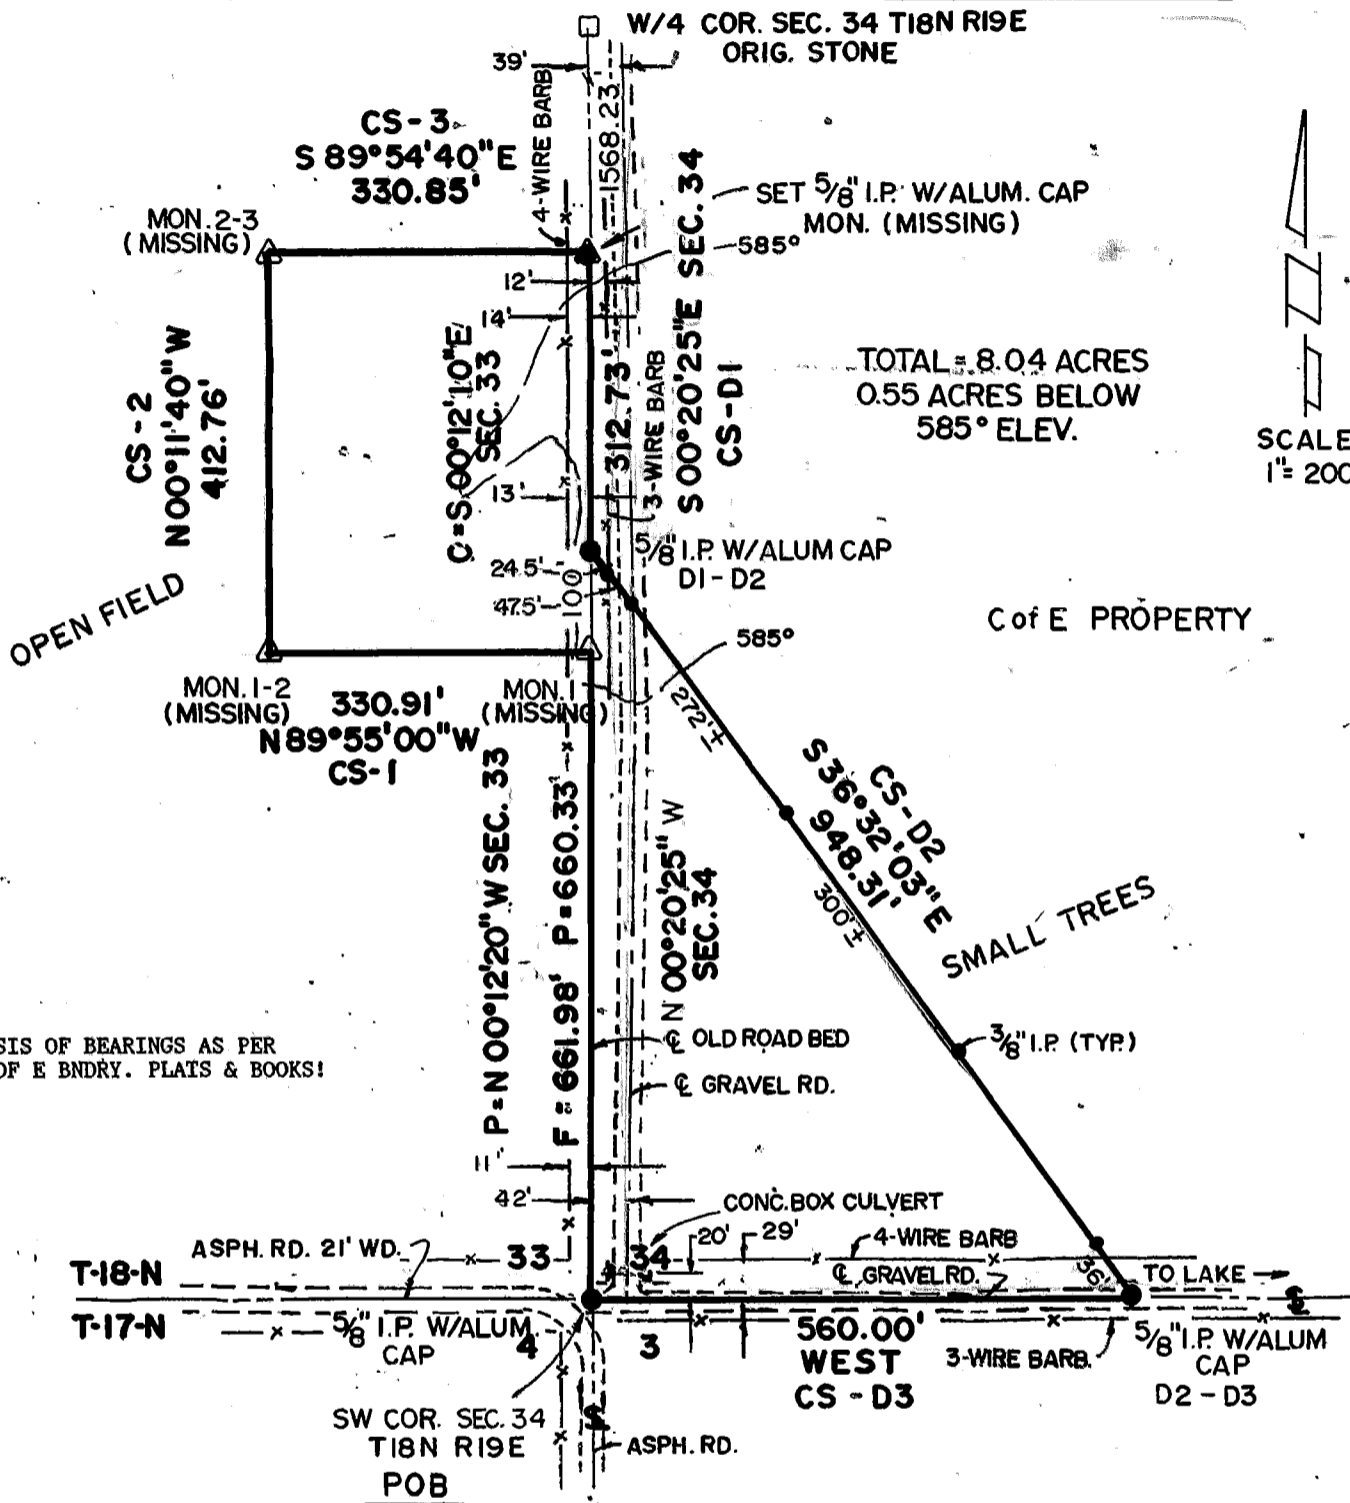 W/4 COR. SEC. 34 T18N R19E
ORIG. STONE
39'
4-WIRE BARB
1568.23'
CS-3
S 89°54'40"E
330.85'
MON. 2-3
(MISSING)
SET 5/8" I.P. W/ALUM. CAP
MON. (MISSING)
585°
12'
14'
CS-2
N00°11'40"W
412.76'
C=S 00°12'10"E
SEC. 33
312.73'
3-WIRE BARB
S 00°20'25"E SEC. 34
CS-D1
TOTAL = 8.04 ACRES
0.55 ACRES BELOW
585° ELEV.
SCALE
1"= 200
13'
OPEN FIELD
5/8" I.P. W/ALUM CAP
D1-D2
24.5'
47.5'
100'
C of E PROPERTY
585°
MON. 1-2
(MISSING)
330.91'
N89°55'00"W
CS-1
MON. 1
(MISSING)
272'±
CS-D2
S36°32'03"E
948.31'
300'±
SMALL TREES
P=N00°12'20"W SEC. 33
F=661.98' P=660.33'
N 00°20'25" W
SEC. 34
SIS OF BEARINGS AS PER
OF E BNDRY. PLATS & BOOKS!
℄ OLD ROAD BED
℄ GRAVEL RD.
3/8" I.P. (TYP.)
11'
42'
CONC. BOX CULVERT
20'
29'
4-WIRE BARB
ASPH. RD. 21' WD.
33
34
℄ GRAVEL RD.
36'
TO LAKE
T-18-N
T-17-N
5/8" I.P. W/ALUM.
CAP
4
3
560.00'
WEST
CS-D3
3-WIRE BARB.
5/8" I.P. W/ALUM
CAP
D2-D3
℄
SW COR. SEC. 34
T18N R19E
POB
℄
ASPH. RD.